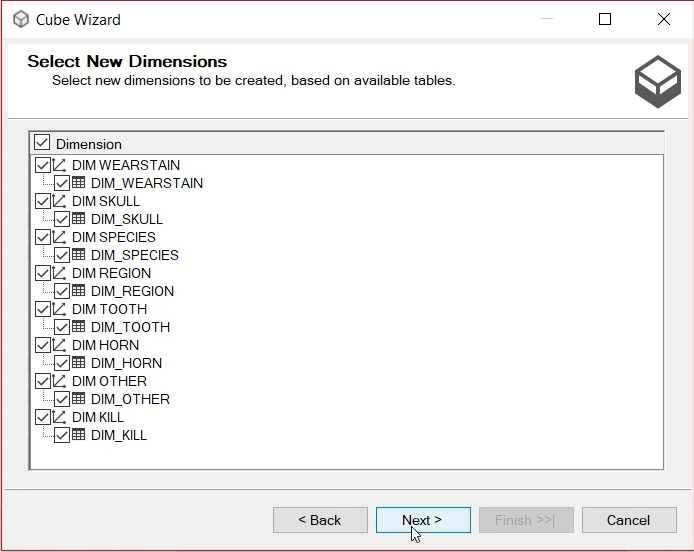 Cube Wizard
Select New Dimensions
Select new dimensions to be created, based on available tables.
Dimension
DIM WEARSTAIN
DIM_WEARSTAIN
DIM SKULL
DIM_SKULL
DIM SPECIES
DIM_SPECIES
DIM REGION
DIM_REGION
DIM TOOTH
DIM_TOOTH
DIM HORN
DIM_HORN
DIM OTHER
DIM_OTHER
DIM KILL
DIM_KILL
< Back Next > Finish >>| Cancel